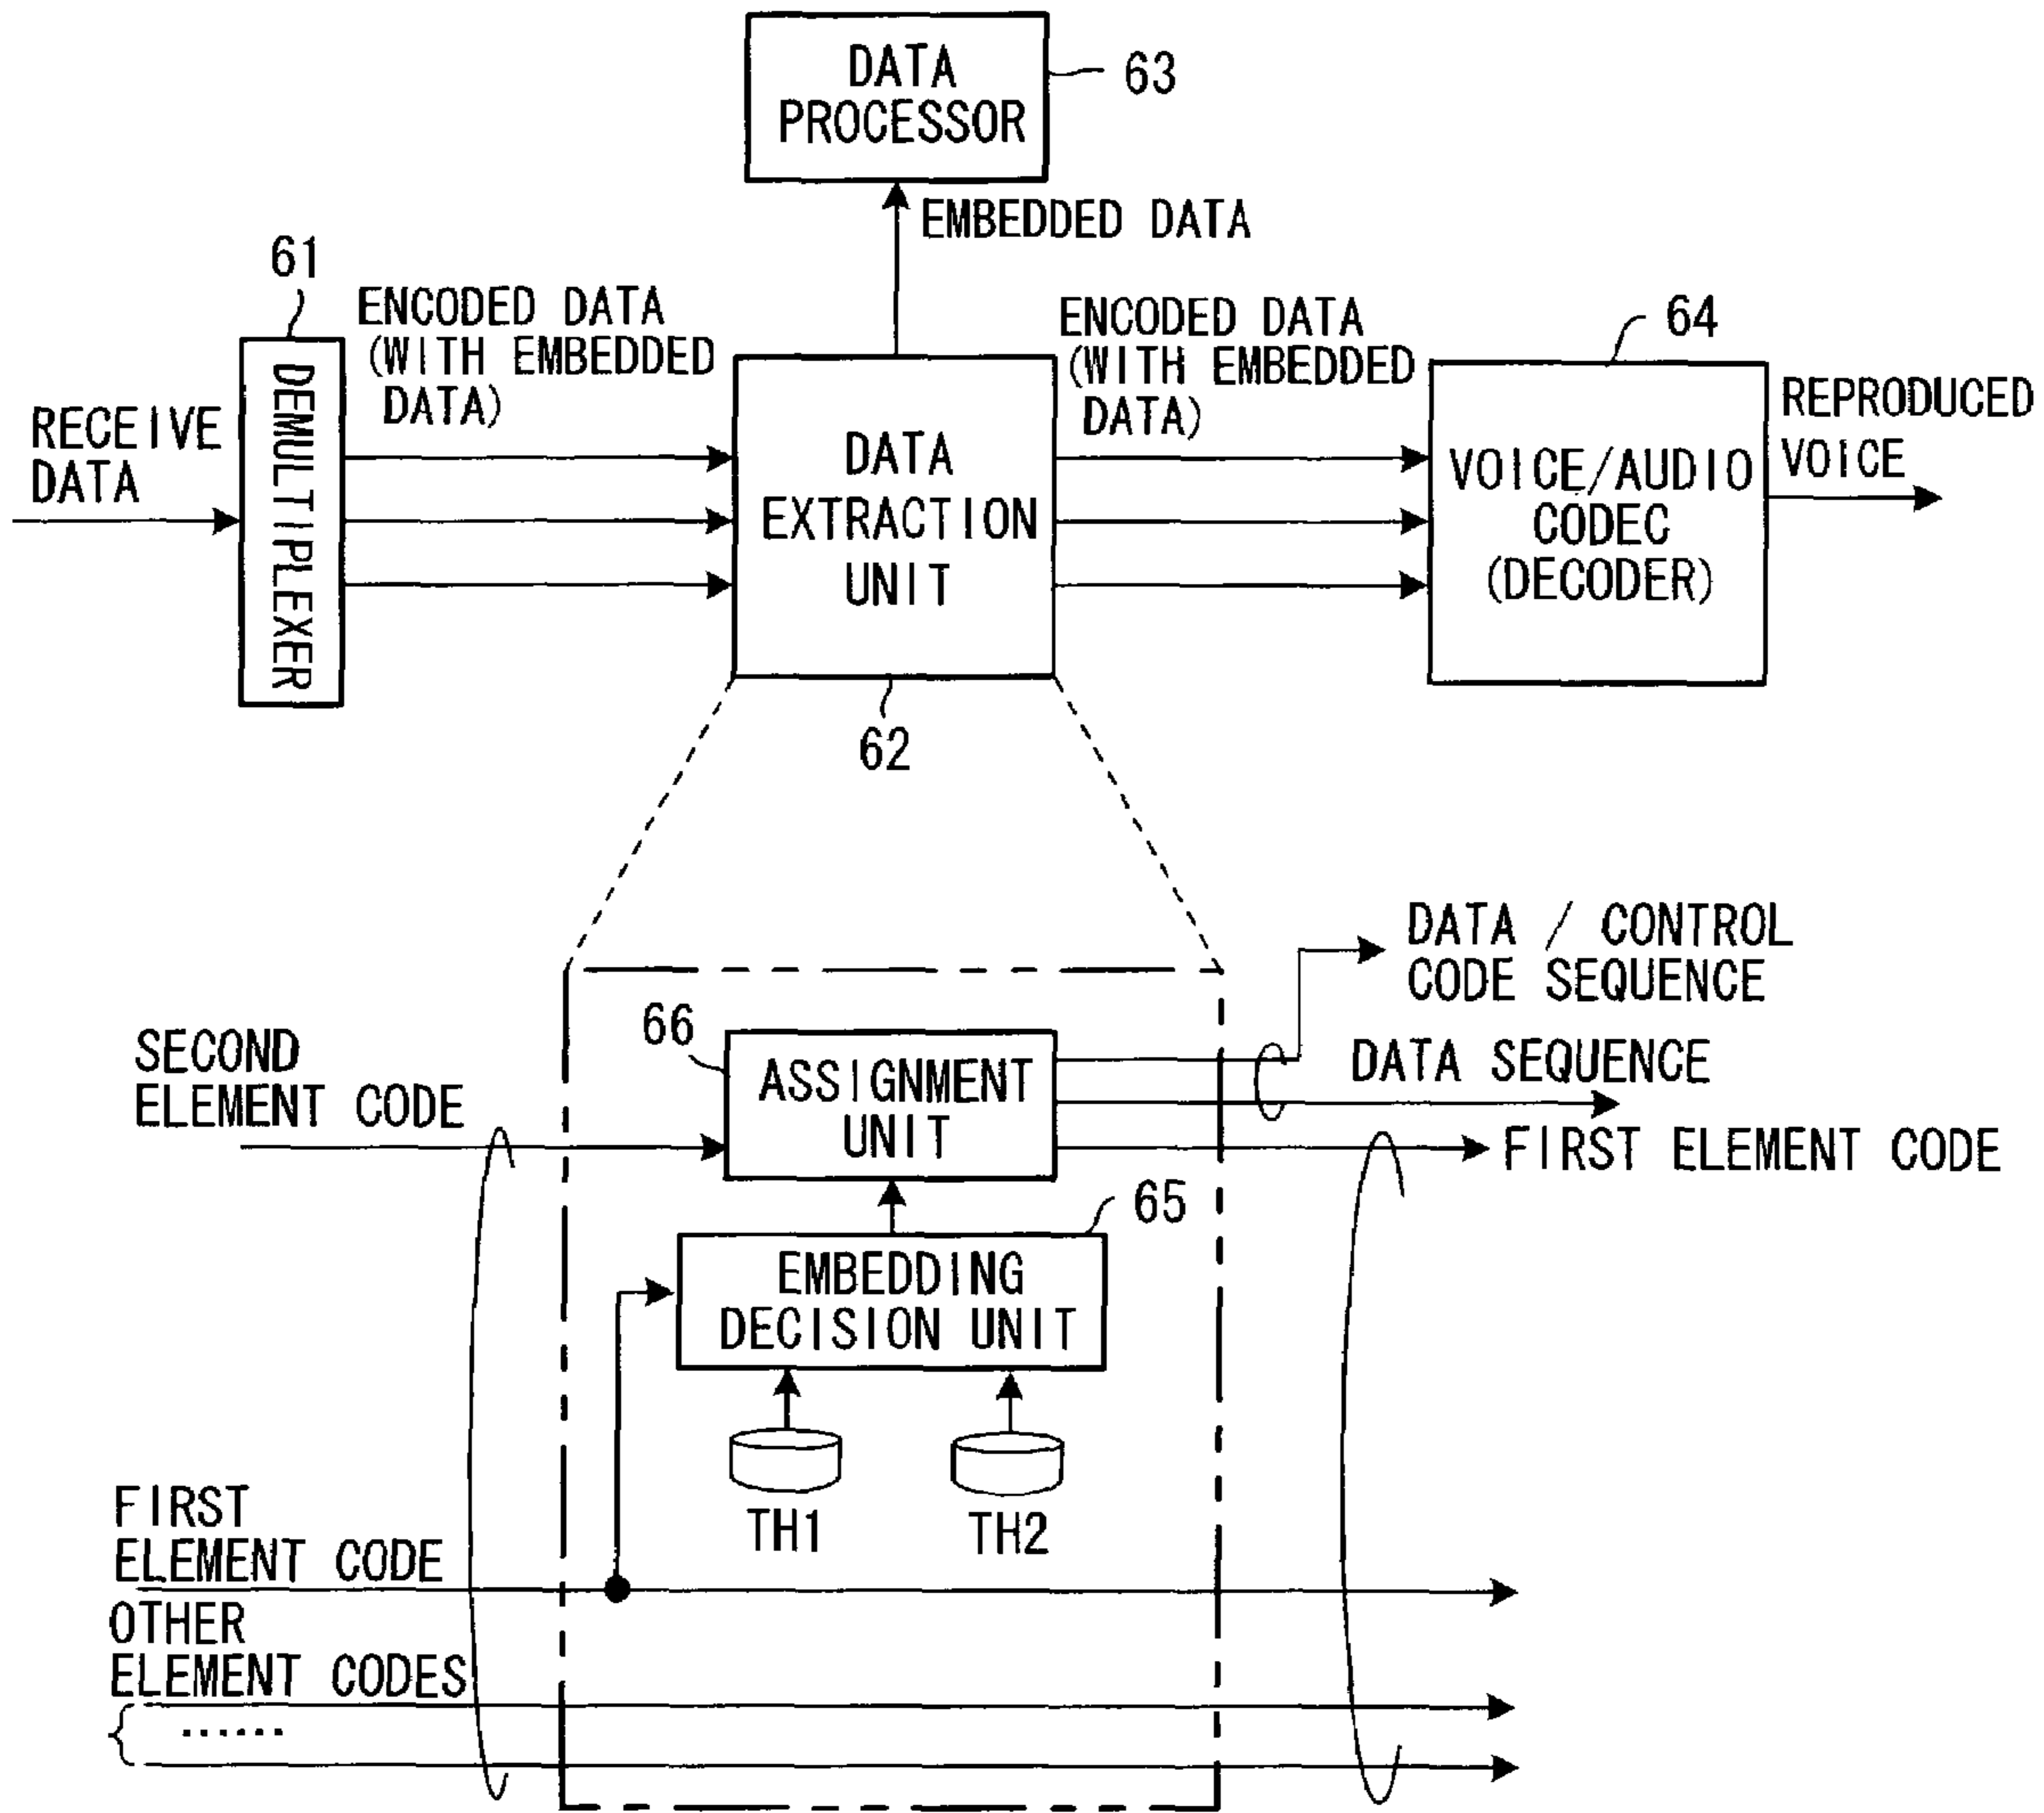 DATA
PROCESSOR
63
EMBEDDED DATA
61
ENCODED DATA
(WITH EMBEDDED
DATA)
ENCODED DATA
(WITH EMBEDDED
DATA)
64
RECEIVE
DATA
DEMULTIPLEXER
DATA
EXTRACTION
UNIT
62
VOICE/AUDIO
CODEC
(DECODER)
REPRODUCED
VOICE
DATA / CONTROL
CODE SEQUENCE
66
SECOND
ELEMENT CODE
ASSIGNMENT
UNIT
DATA SEQUENCE
FIRST ELEMENT CODE
65
EMBEDDING
DECISION UNIT
TH1
TH2
FIRST
ELEMENT CODE
OTHER
ELEMENT CODES
......